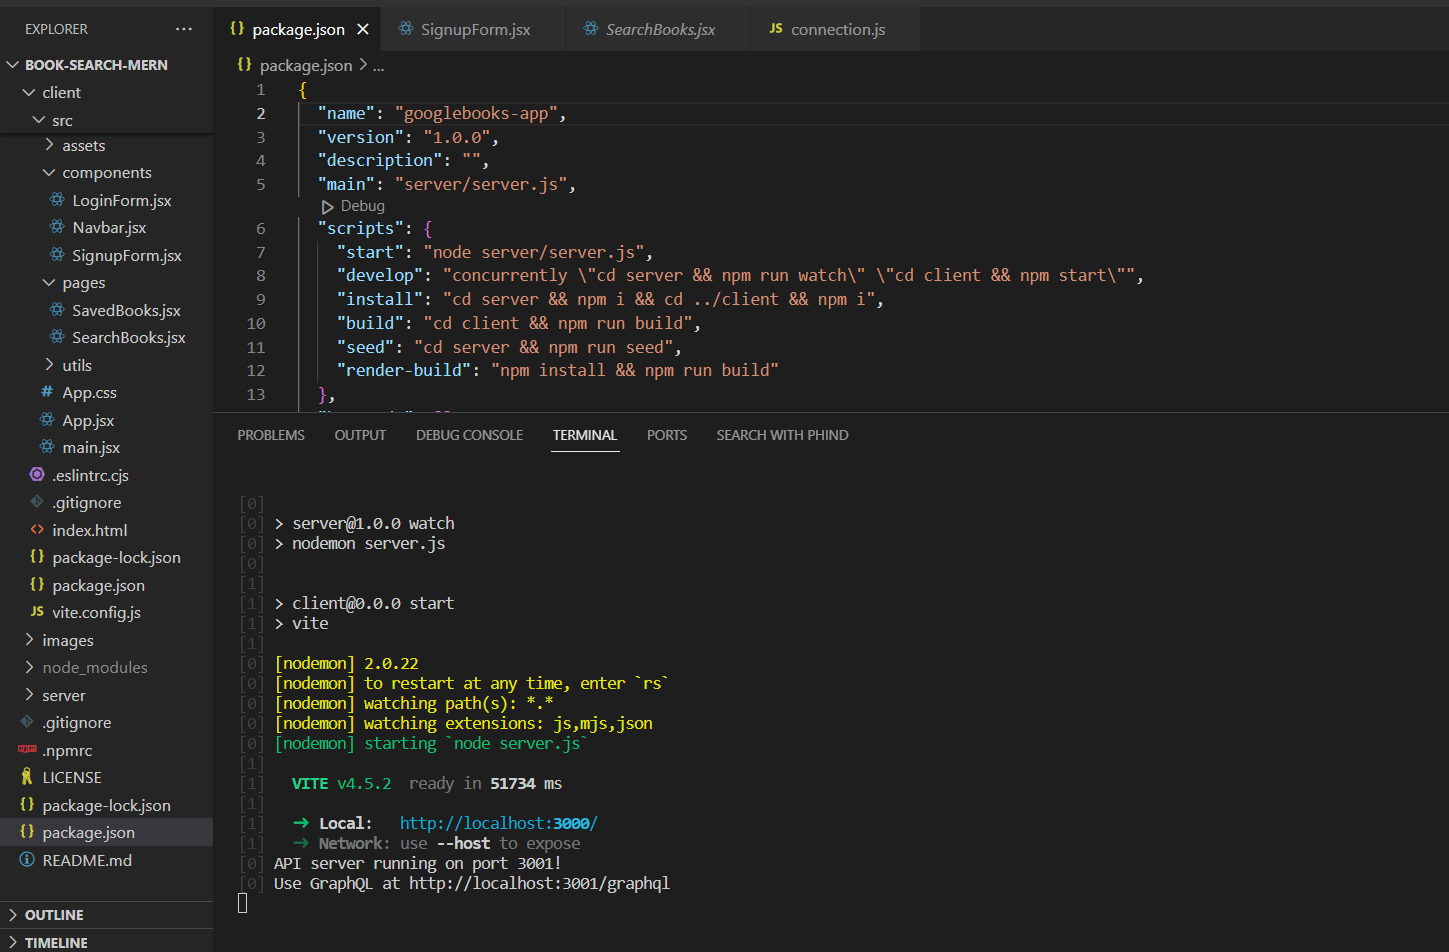 EXPLORER
...
BOOK-SEARCH-MERN
client
src
assets
components
LoginForm.jsx
Navbar.jsx
SignupForm.jsx
pages
SavedBooks.jsx
SearchBooks.jsx
utils
# App.css
App.jsx
main.jsx
.eslintrc.cjs
.gitignore
<> index.html
{} package-lock.json
{} package.json
JS vite.config.js
images
node_modules
server
.gitignore
npm .npmrc
LICENSE
{} package-lock.json
{} package.json
README.md
OUTLINE
TIMELINE
{} package.json SignupForm.jsx SearchBooks.jsx JS connection.js
{} package.json > ...
1 {
2 "name": "googlebooks-app",
3 "version": "1.0.0",
4 "description": "",
5 "main": "server/server.js",
Debug
6 "scripts": {
7 "start": "node server/server.js",
8 "develop": "concurrently \"cd server && npm run watch\" \"cd client && npm start\"",
9 "install": "cd server && npm i && cd ../client && npm i",
10 "build": "cd client && npm run build",
11 "seed": "cd server && npm run seed",
12 "render-build": "npm install && npm run build"
13 },
PROBLEMS OUTPUT DEBUG CONSOLE TERMINAL PORTS SEARCH WITH PHIND
[0]
[0] > server@1.0.0 watch
[0] > nodemon server.js
[0]
[1]
[1] > client@0.0.0 start
[1] > vite
[1]
[0] [nodemon] 2.0.22
[0] [nodemon] to restart at any time, enter `rs`
[0] [nodemon] watching path(s): *.*
[0] [nodemon] watching extensions: js,mjs,json
[0] [nodemon] starting `node server.js`
[1]
[1] VITE v4.5.2 ready in 51734 ms
[1]
[1] ➜ Local: http://localhost:3000/
[1] ➜ Network: use --host to expose
[0] API server running on port 3001!
[0] Use GraphQL at http://localhost:3001/graphql